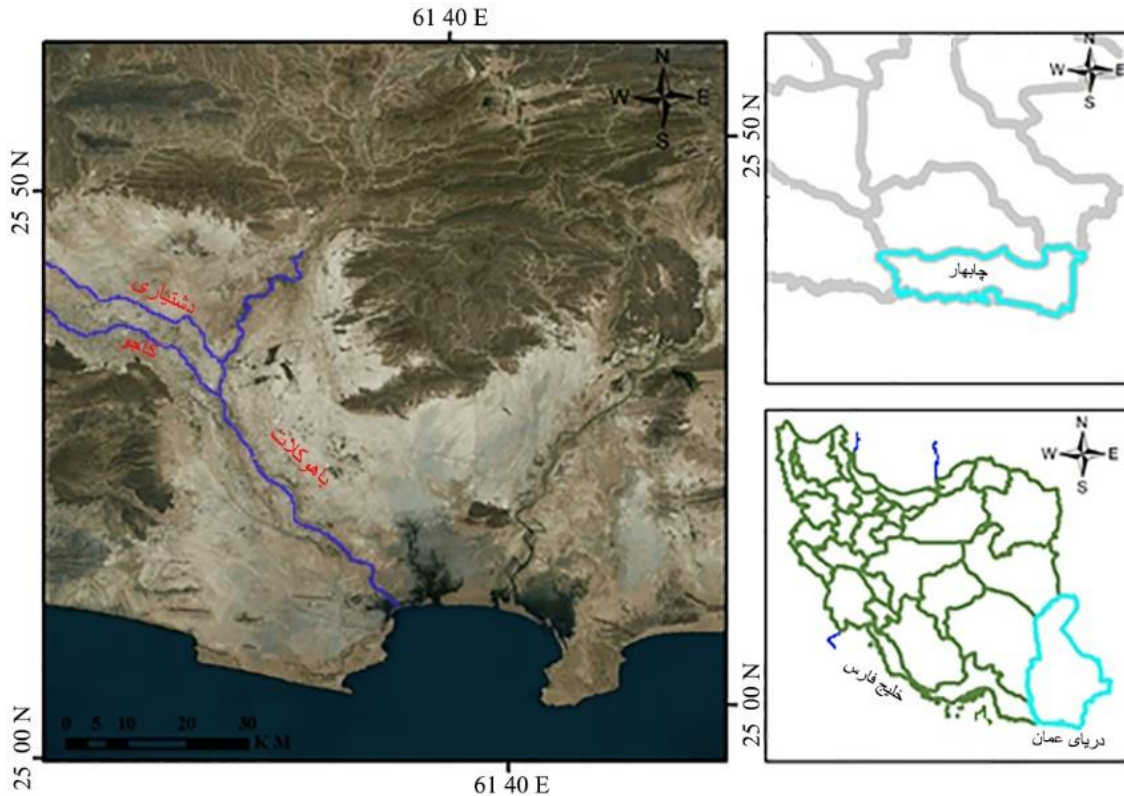 61 40 E
25 50 N
25 00 N
N
W E
S
دشتیاری
کاجو
باهوکلات
0 5 10 20 30
KM
61 40 E
25 50 N
25 00 N
N
W E
S
چابهار
N
W E
S
خلیج فارس
دریای عمان